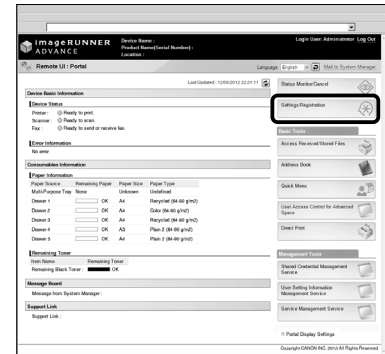 imageRUNNER
ADVANCE
Device Name :
Product Name(Serial Number) :
Location :
Login User: Administrator Log Out
Remote UI : Portal
Language English Mail to System Manager
Last Updated : 12/09/2012 22:21:11
Device Basic Information
Device Status
Printer : Ready to print.
Scanner : Ready to scan.
Fax : Ready to send or receive fax.
Error Information
No error
Consumables Information
Paper Information
Paper Source Remaining Paper Paper Size Paper Type
Multi-Purpose Tray None Unknown Undefined
Drawer 1 OK A4 Recycled (64-80 g/m2)
Drawer 2 OK A4 Color (64-80 g/m2)
Drawer 3 OK A4 Recycled (64-80 g/m2)
Drawer 4 OK A3 Plain 2 (64-90 g/m2)
Drawer 5 OK A4 Plain 2 (64-90 g/m2)
Remaining Toner
Item Name Remaining Toner
Remaining Black Toner : OK
Message Board
Message from System Manager :
Support Link
Support Link :
Status Monitor/Cancel
Settings/Registration
Basic Tools
Access Received/Stored Files
Address Book
Quick Menu
User Access Control for Advanced
Space
Direct Print
Management Tools
Shared Credential Management
Service
User Setting Information
Management Service
Service Management Service
Portal Display Settings
Copyright CANON INC. 2012 All Rights Reserved